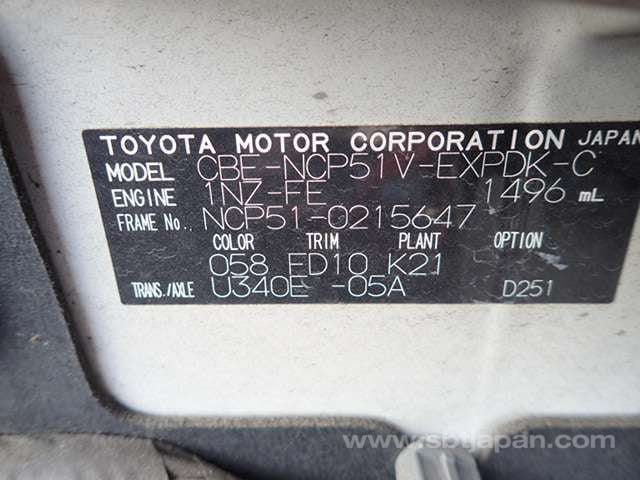 TOYOTA MOTOR CORPORATION JAPAN
MODEL CBE-NCP51V-EXPDK-C
ENGINE 1NZ-FE 1496 mL
FRAME No. NCP51-0215647
COLOR TRIM PLANT OPTION
058 ED10 K21
TRANS./AXLE U340E -05A D251
www.sbtjapan.com